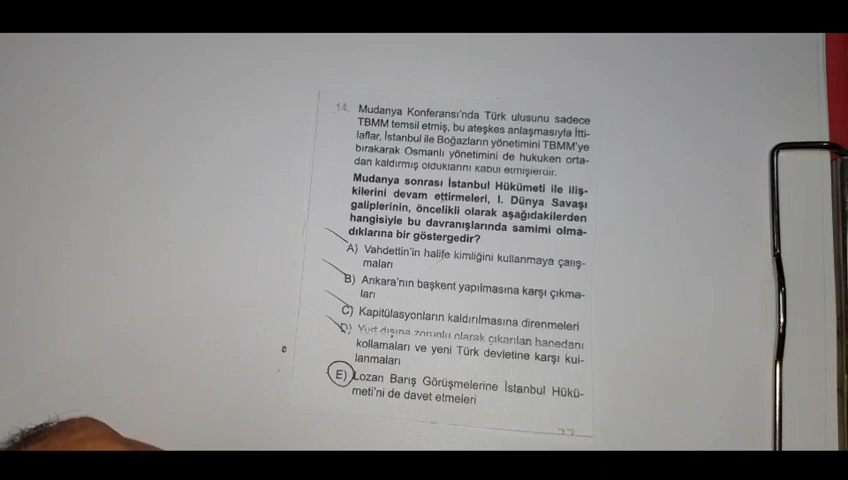 14. Mudanya Konferansı'nda Türk ulusunu sadece
TBMM temsil etmiş, bu ateşkes anlaşmasıyla İtti-
laflar, İstanbul ile Boğazların yönetimini TBMM'ye
bırakarak Osmanlı yönetimini de hukuken orta-
dan kaldırmış olduklarını kabul etmişlerdir.
Mudanya sonrası İstanbul Hükümeti ile iliş-
kilerini devam ettirmeleri, I. Dünya Savaşı
galiplerinin, öncelikli olarak aşağıdakilerden
hangisiyle bu davranışlarında samimi olma-
dıklarına bir göstergedir?
A) Vahdettin'in halife kimliğini kullanmaya çalış-
maları
B) Ankara'nın başkent yapılmasına karşı çıkma-
ları
C) Kapitülasyonların kaldırılmasına direnmeleri
D) Yurt dışına zorunlu olarak çıkarılan hanedanı
kollamaları ve yeni Türk devletine karşı kul-
lanmaları
E) Lozan Barış Görüşmelerine İstanbul Hükü-
meti'ni de davet etmeleri